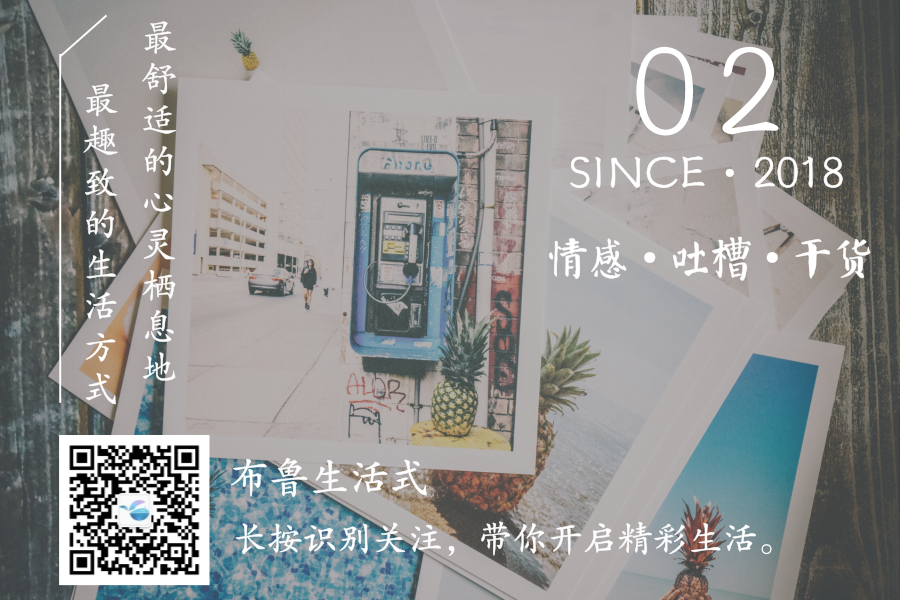 最舒适的心灵栖息地
最趣致的生活方式
02
SINCE·2018
情感·吐槽·干货
Phone
布鲁生活式
长按识别关注，带你开启精彩生活。